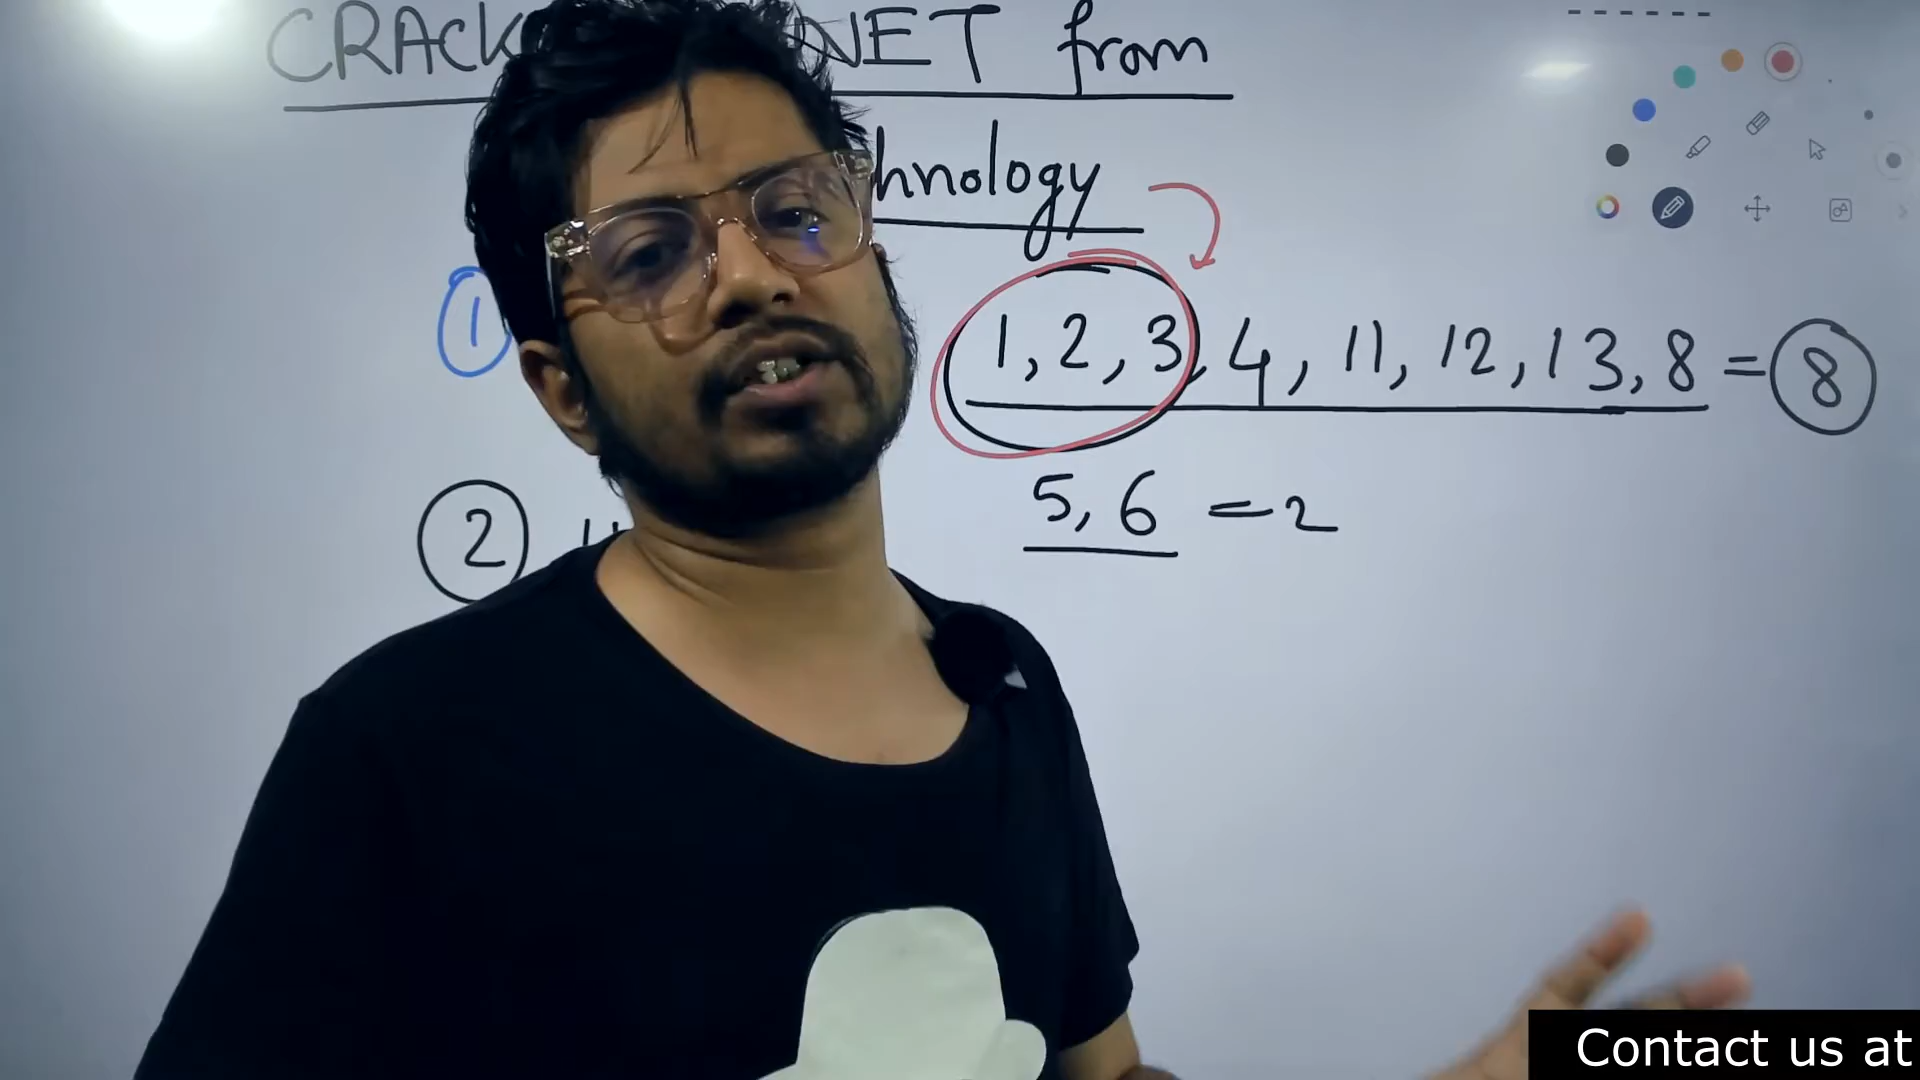 CRACK NET from
hnology
1 1, 2, 3, 4, 11, 12, 13, 8 = 8
2 5, 6 = 2
Contact us at